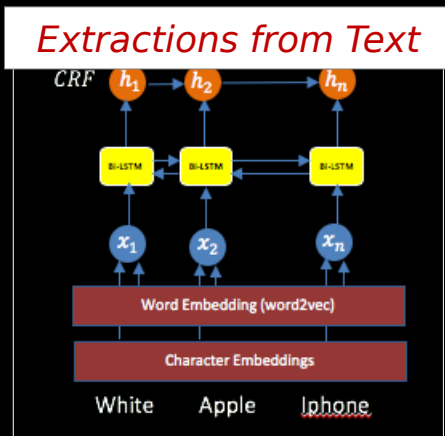 Extractions from Text
CRF h₁ h₂ hₙ
Bi-LSTM Bi-LSTM Bi-LSTM
x₁ x₂ xₙ
Word Embedding (word2vec)
Character Embeddings
White Apple Iphone